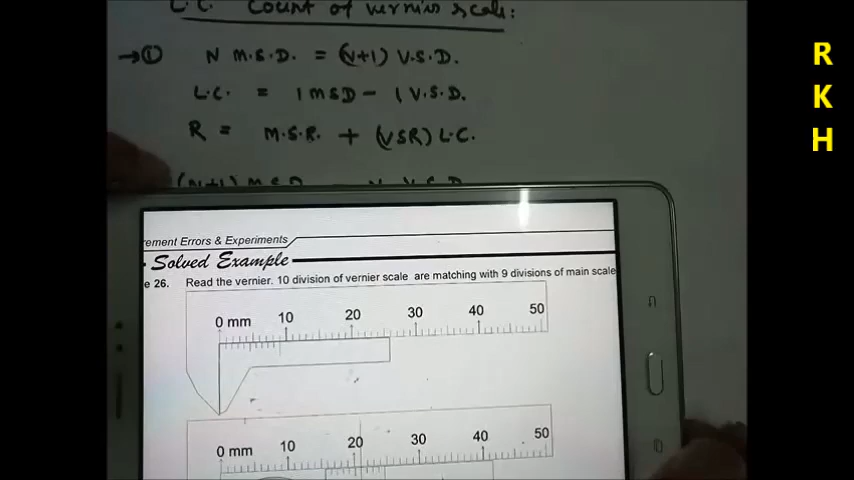 L.C. Count of vernier scale:
→① N M.S.D. = (N+1) V.S.D.
L.C. = 1 MSD - 1 V.S.D.
R = M.S.R. + (VSR) L.C.
(N+1) M S D N V.S.D
R
K
H
rement Errors & Experiments
Solved Example
e 26. Read the vernier. 10 division of vernier scale are matching with 9 divisions of main scale
0 mm 10 20 30 40 50
0 mm 10 20 30 40 50